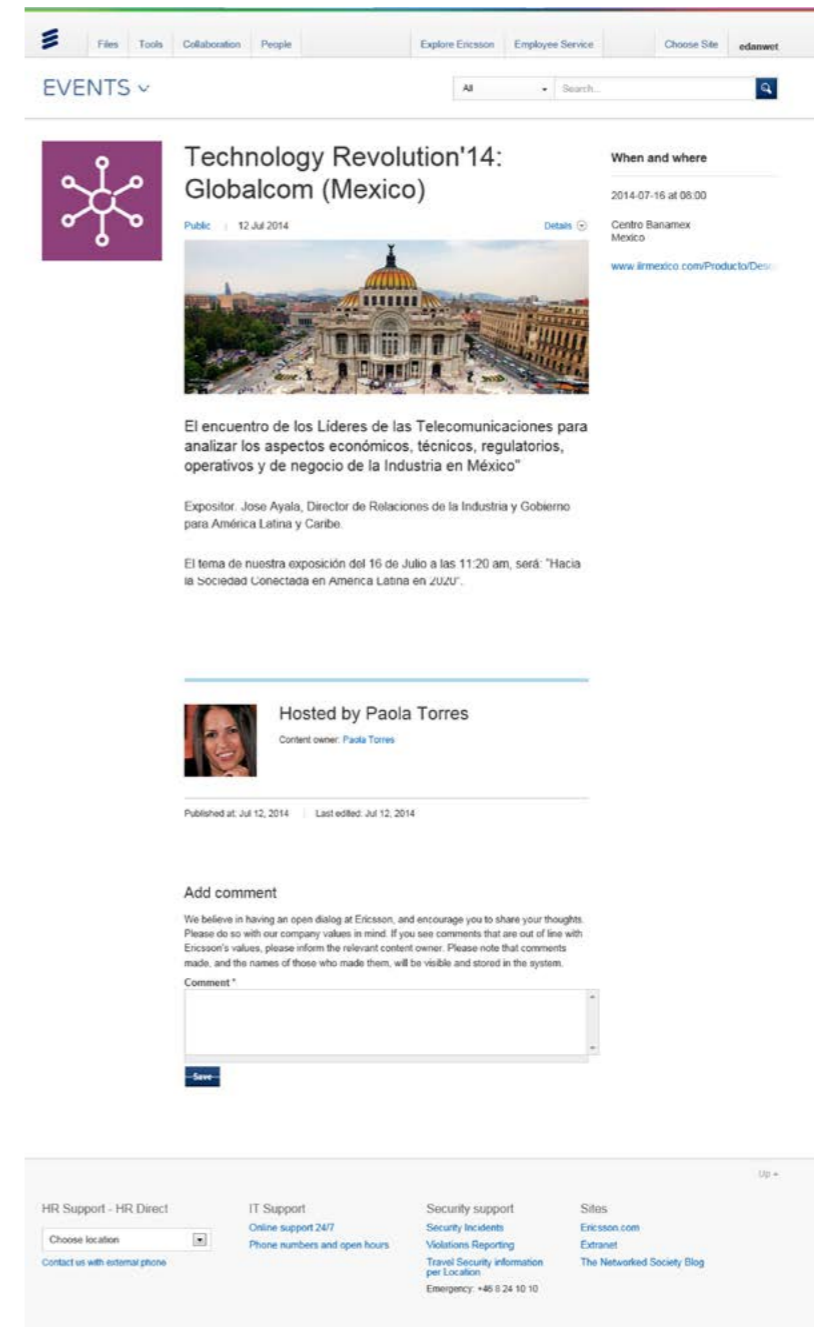 Files Tools Collaboration People Explore Ericsson Employee Service Choose Site edanwet
EVENTS
All Search...
Technology Revolution'14:
Globalcom (Mexico)
Public 12 Jul 2014 Details
When and where
2014-07-16 at 08:00
Centro Banamex
Mexico
www.iirmexico.com/Producto/Desc
El encuentro de los Líderes de las Telecomunicaciones para
analizar los aspectos económicos, técnicos, regulatorios,
operativos y de negocio de la Industria en México"
Expositor. Jose Ayala, Director de Relaciones de la Industria y Gobierno
para América Latina y Caribe.
El tema de nuestra exposición del 16 de Julio a las 11:20 am, será: "Hacia
la Sociedad Conectada en América Latina en 2020".
Hosted by Paola Torres
Content owner: Paola Torres
Published at: Jul 12, 2014 Last edited: Jul 12, 2014
Add comment
We believe in having an open dialog at Ericsson, and encourage you to share your thoughts.
Please do so with our company values in mind. If you see comments that are out of line with
Ericsson's values, please inform the relevant content owner. Please note that comments
made, and the names of those who made them, will be visible and stored in the system.
Comment *
Save
Up
HR Support - HR Direct
Choose location
Contact us with external phone
IT Support
Online support 24/7
Phone numbers and open hours
Security support
Security Incidents
Violations Reporting
Travel Security information
per Location
Emergency: +46 8 24 10 10
Sites
Ericsson.com
Extranet
The Networked Society Blog